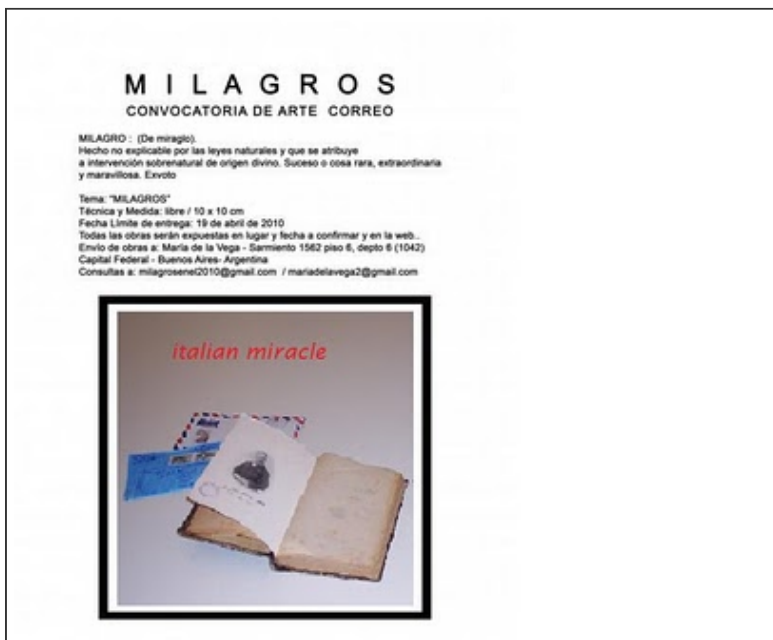 MILAGROS
CONVOCATORIA DE ARTE CORREO
MILAGRO : (De miraglo).
Hecho no explicable por las leyes naturales y que se atribuye
a intervención sobrenatural de origen divino. Suceso o cosa rara, extraordinaria
y maravillosa. Exvoto
Tema: "MILAGROS"
Técnica y Medida: libre / 10 x 10 cm
Fecha Límite de entrega: 19 de abril de 2010
Todas las obras serán expuestas en lugar y fecha a confirmar y en la web..
Envío de obras a: María de la Vega - Sarmiento 1562 piso 6, depto 6 (1042)
Capital Federal - Buenos Aires- Argentina
Consultas a: milagrosenel2010@gmail.com / mariadelavega2@gmail.com
italian miracle